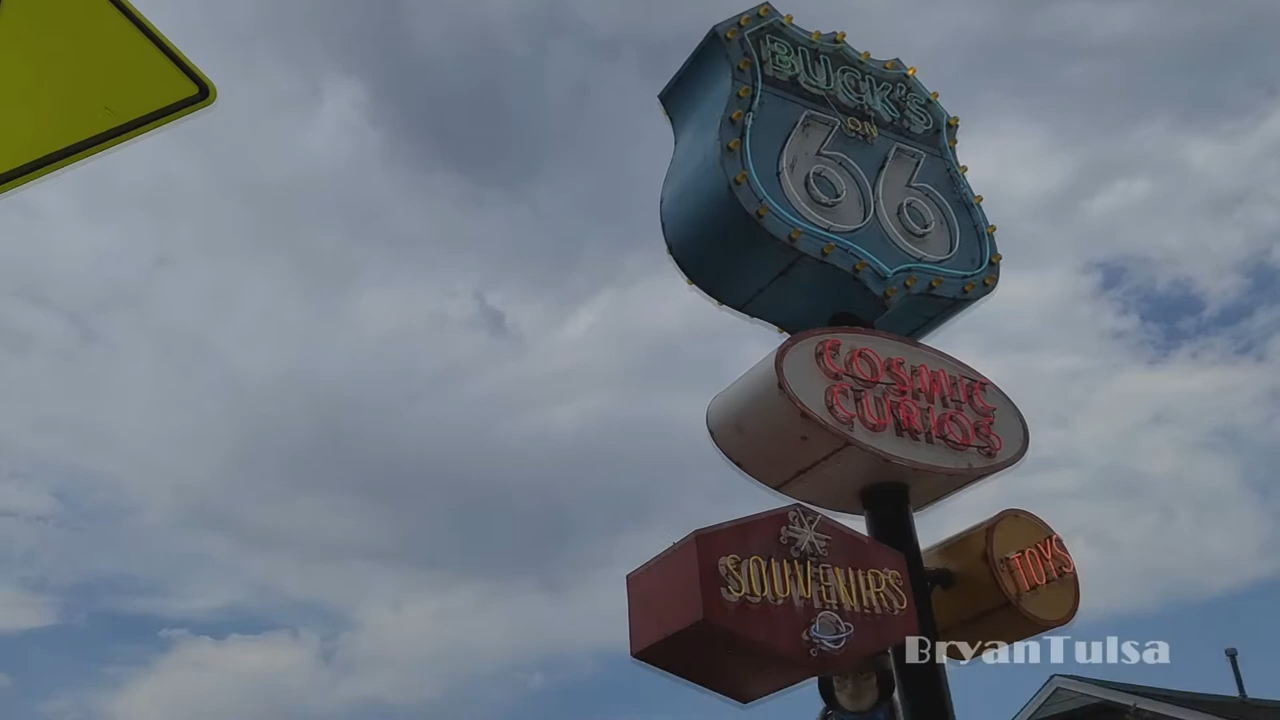 BUCK'S
ON
66
COSMIC
CURIOS
SOUVENIRS
TOYS
BryanTulsa